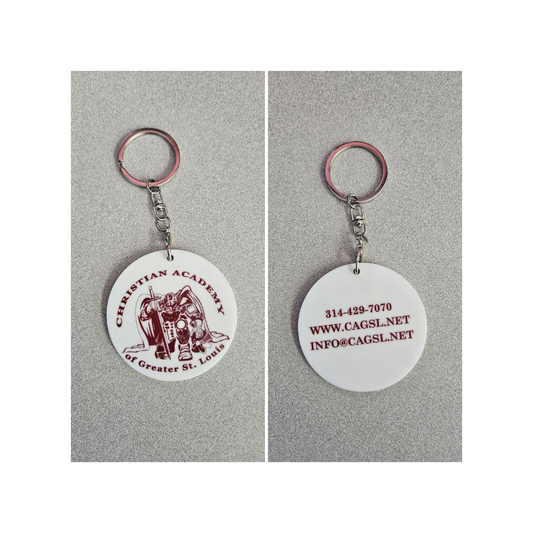 CHRISTIAN ACADEMY
of Greater St. Louis
314-429-7070
WWW.CAGSL.NET
INFO@CAGSL.NET